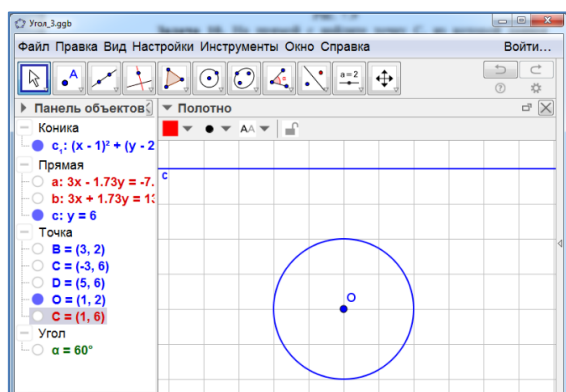 Угол_3.ggb
Файл Правка Вид Настройки Инструменты Окно Справка Войти...
A
a=2
Панель объектов
Полотно
AA
Коника
c₁: (x - 1)² + (y - 2
Прямая
a: 3x - 1.73y = -7.
b: 3x + 1.73y = 13
c: y = 6
Точка
B = (3, 2)
C = (-3, 6)
D = (5, 6)
O = (1, 2)
C = (1, 6)
Угол
α = 60°
c
O